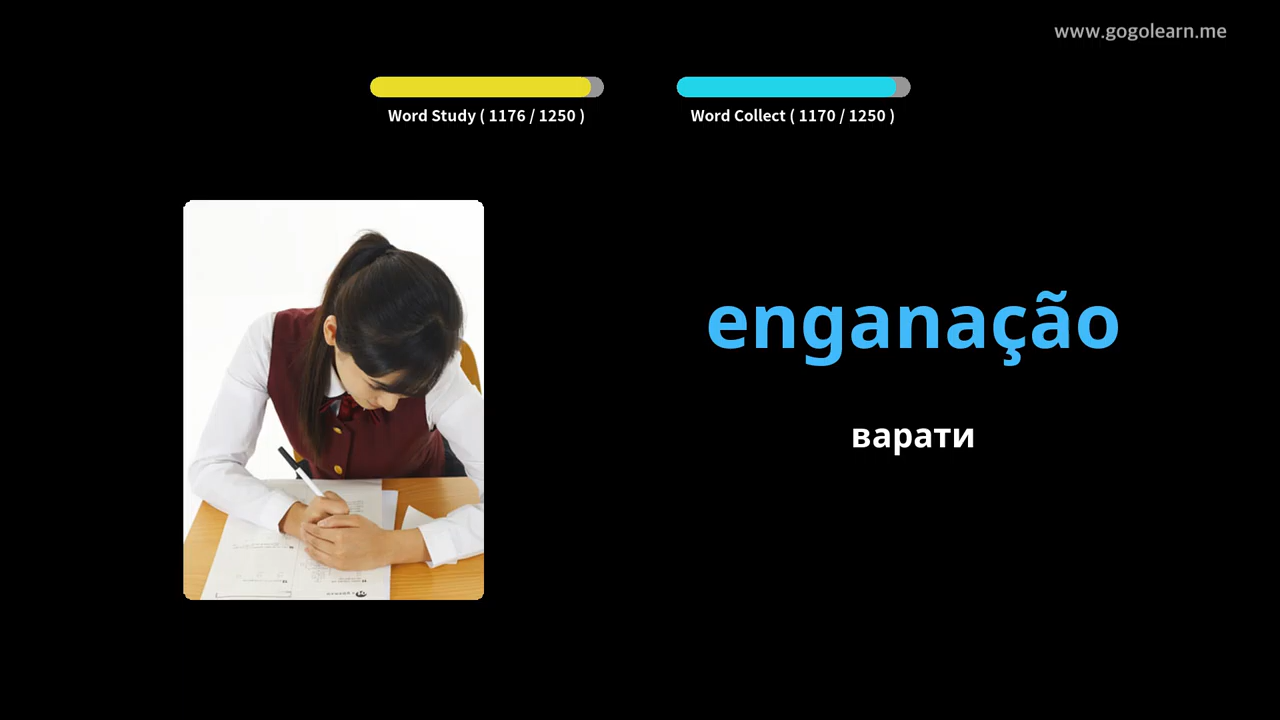 www.gogolearn.me
Word Study ( 1176 / 1250 )
Word Collect ( 1170 / 1250 )
enganação
варати